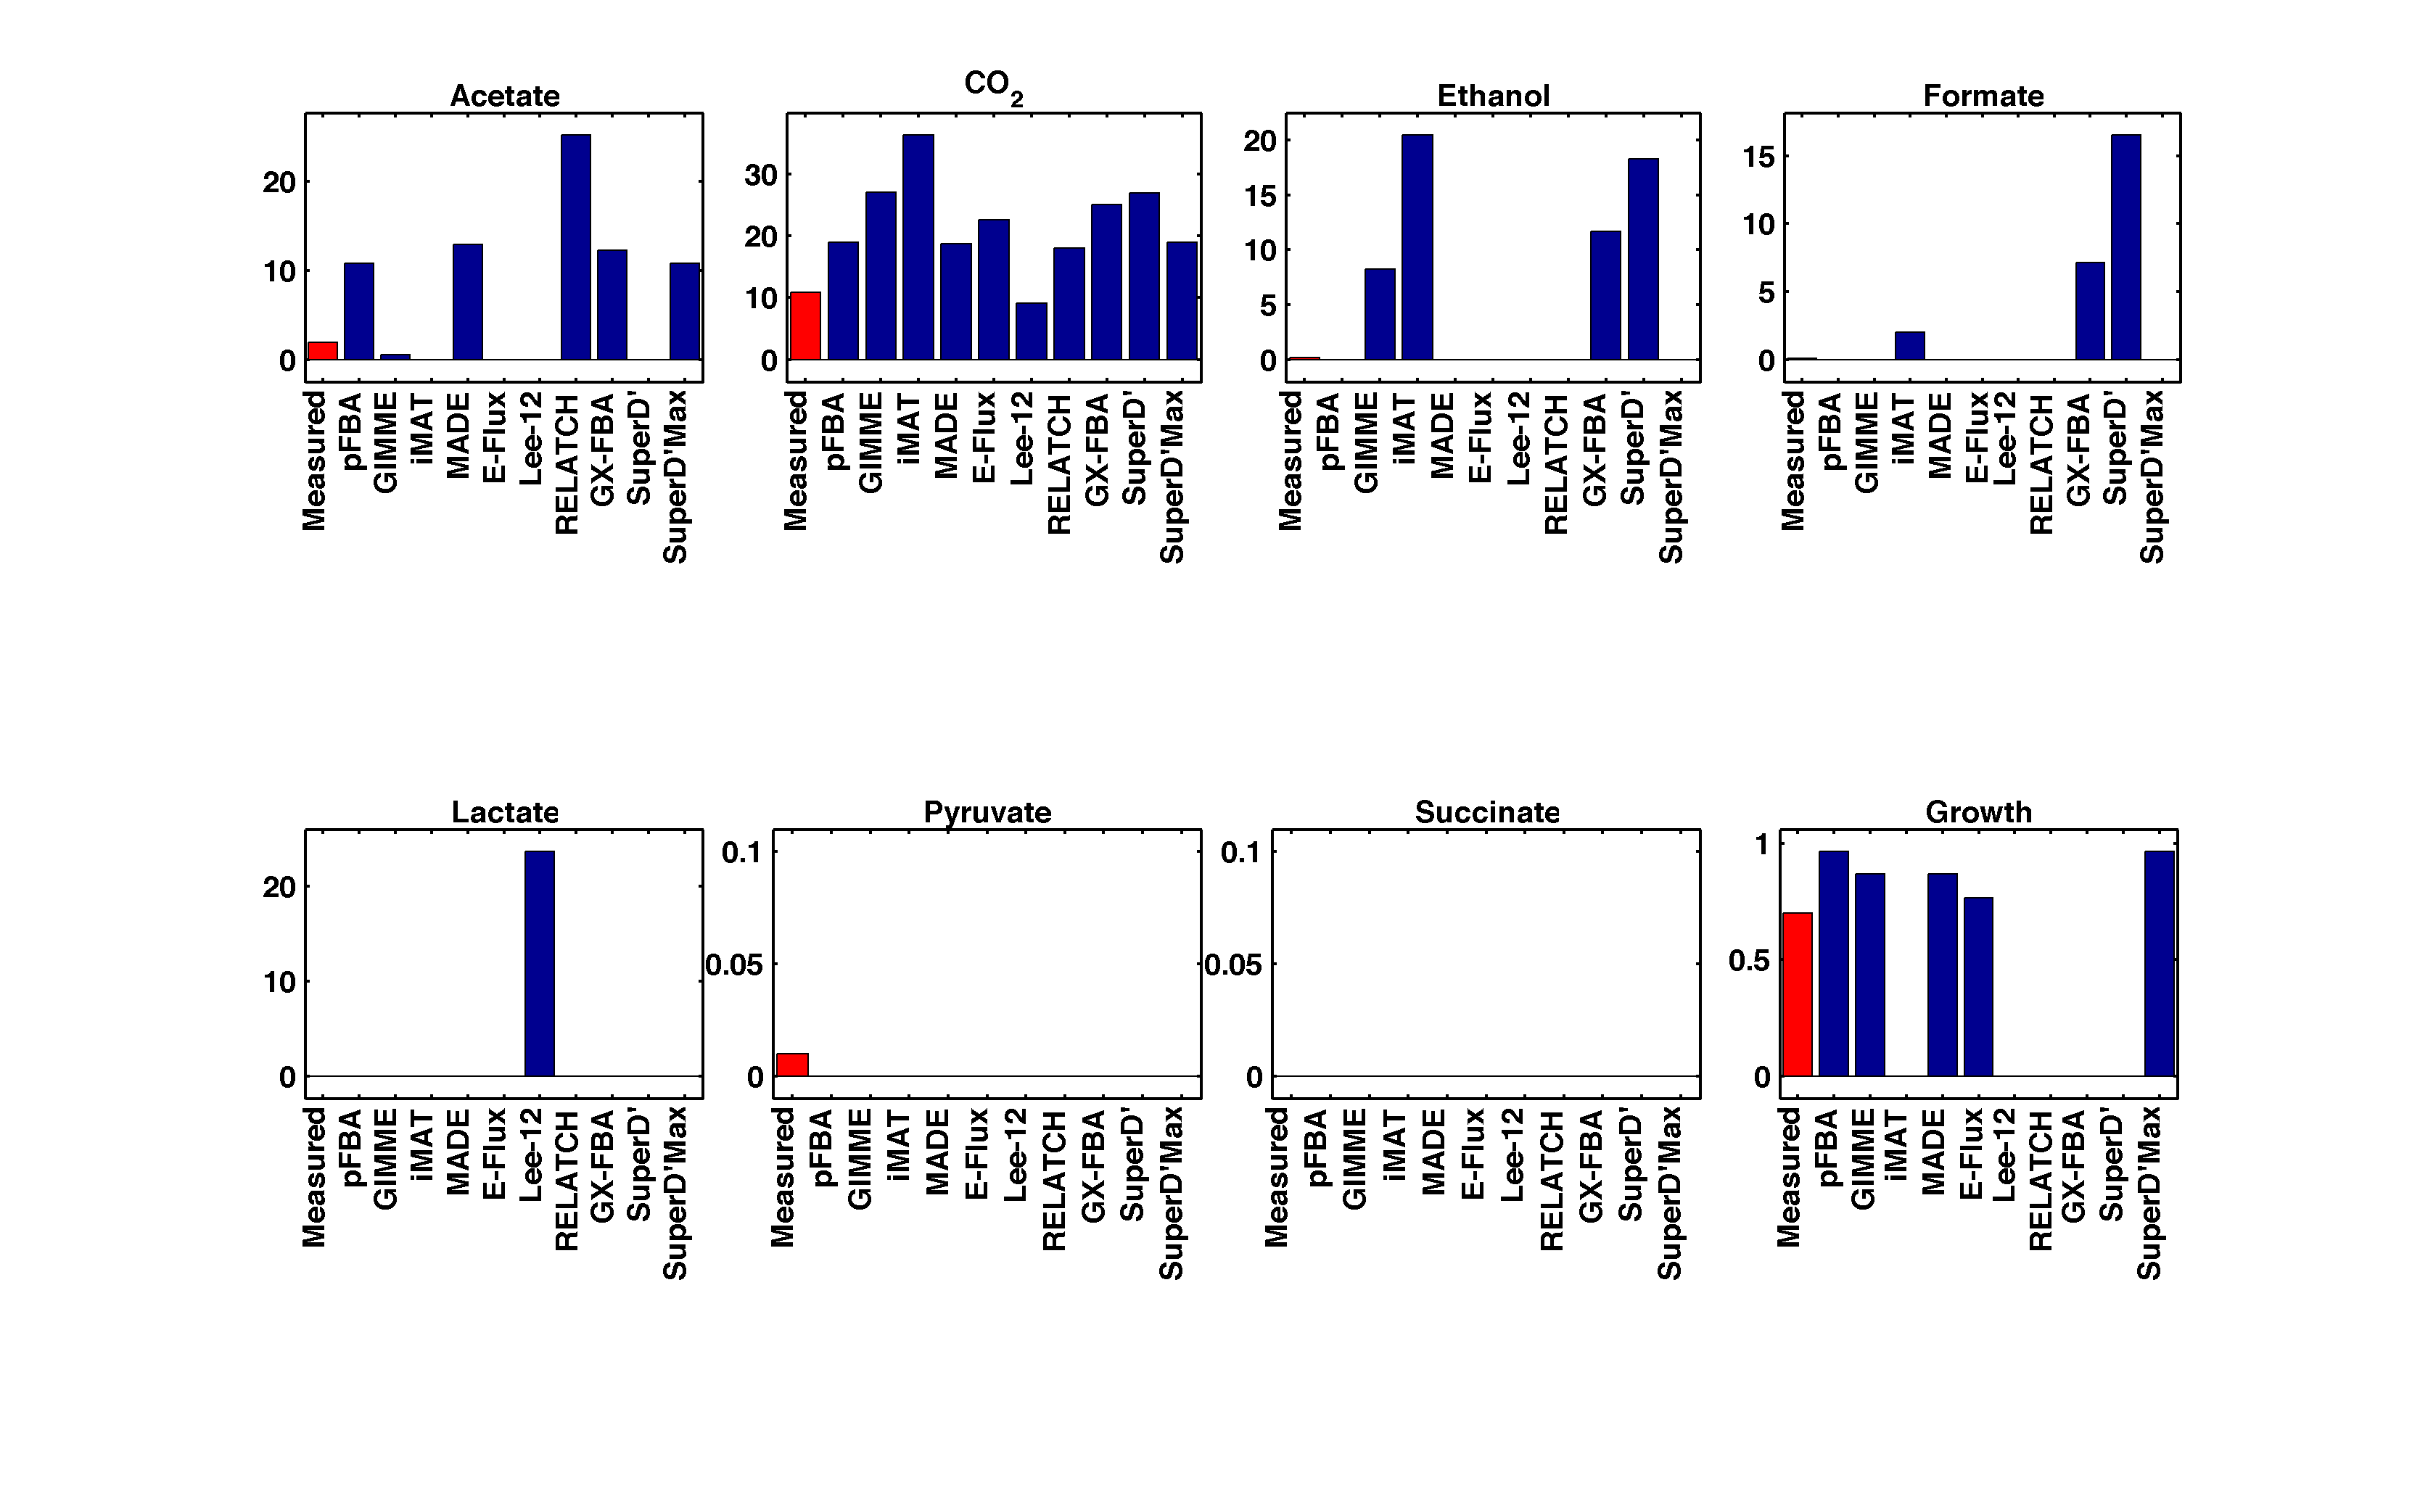 Acetate
20
10
0
Measured
pFBA
GIMME
iMAT
MADE
E-Flux
Lee-12
RELATCH
GX-FBA
SuperD'
SuperD'Max
CO2
30
20
10
0
Measured
pFBA
GIMME
iMAT
MADE
E-Flux
Lee-12
RELATCH
GX-FBA
SuperD'
SuperD'Max
Ethanol
20
15
10
5
0
Measured
pFBA
GIMME
iMAT
MADE
E-Flux
Lee-12
RELATCH
GX-FBA
SuperD'
SuperD'Max
Formate
15
10
5
0
Measured
pFBA
GIMME
iMAT
MADE
E-Flux
Lee-12
RELATCH
GX-FBA
SuperD'
SuperD'Max
Lactate
20
10
0
Measured
pFBA
GIMME
iMAT
MADE
E-Flux
Lee-12
RELATCH
GX-FBA
SuperD'
SuperD'Max
Pyruvate
0.1
0.05
0
Measured
pFBA
GIMME
iMAT
MADE
E-Flux
Lee-12
RELATCH
GX-FBA
SuperD'
SuperD'Max
Succinate
0.1
0.05
0
Measured
pFBA
GIMME
iMAT
MADE
E-Flux
Lee-12
RELATCH
GX-FBA
SuperD'
SuperD'Max
Growth
1
0.5
0
Measured
pFBA
GIMME
iMAT
MADE
E-Flux
Lee-12
RELATCH
GX-FBA
SuperD'
SuperD'Max